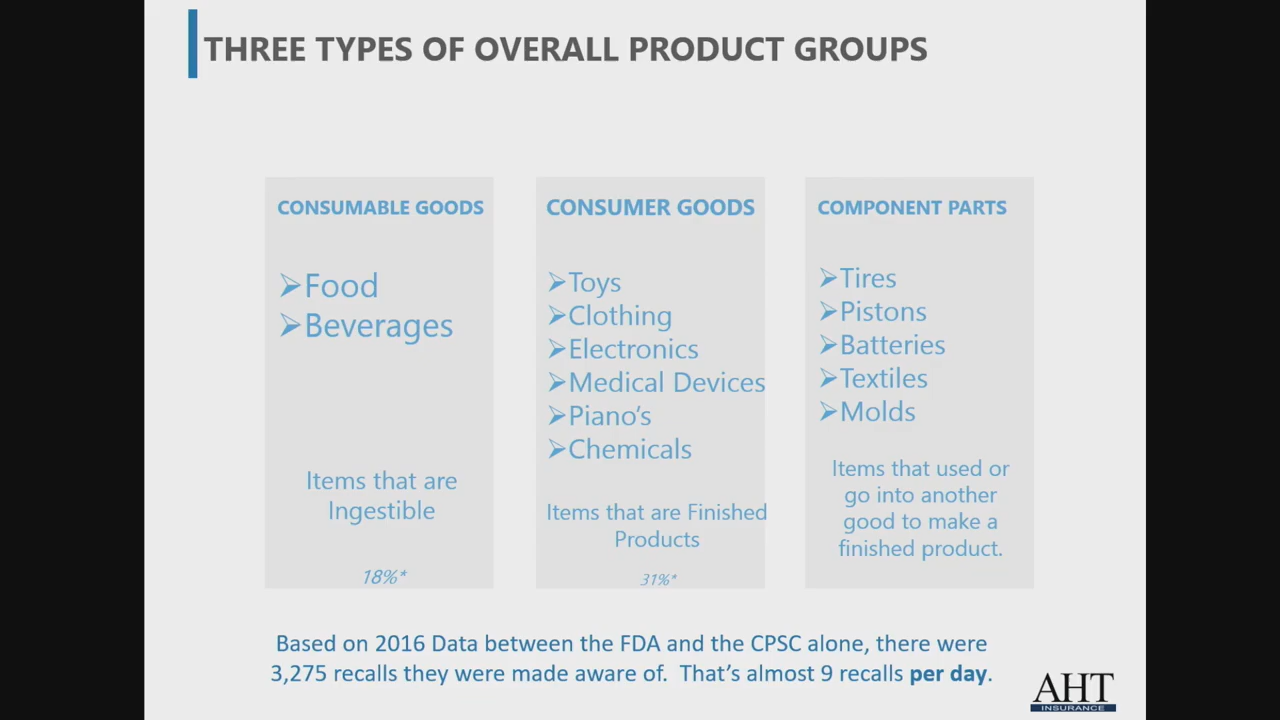 THREE TYPES OF OVERALL PRODUCT GROUPS
CONSUMABLE GOODS
➢Food
➢Beverages
Items that are
Ingestible
18%*
CONSUMER GOODS
➢Toys
➢Clothing
➢Electronics
➢Medical Devices
➢Piano’s
➢Chemicals
Items that are Finished
Products
31%*
COMPONENT PARTS
➢Tires
➢Pistons
➢Batteries
➢Textiles
➢Molds
Items that used or
go into another
good to make a
finished product.
Based on 2016 Data between the FDA and the CPSC alone, there were
3,275 recalls they were made aware of. That’s almost 9 recalls per day.
AHT
INSURANCE